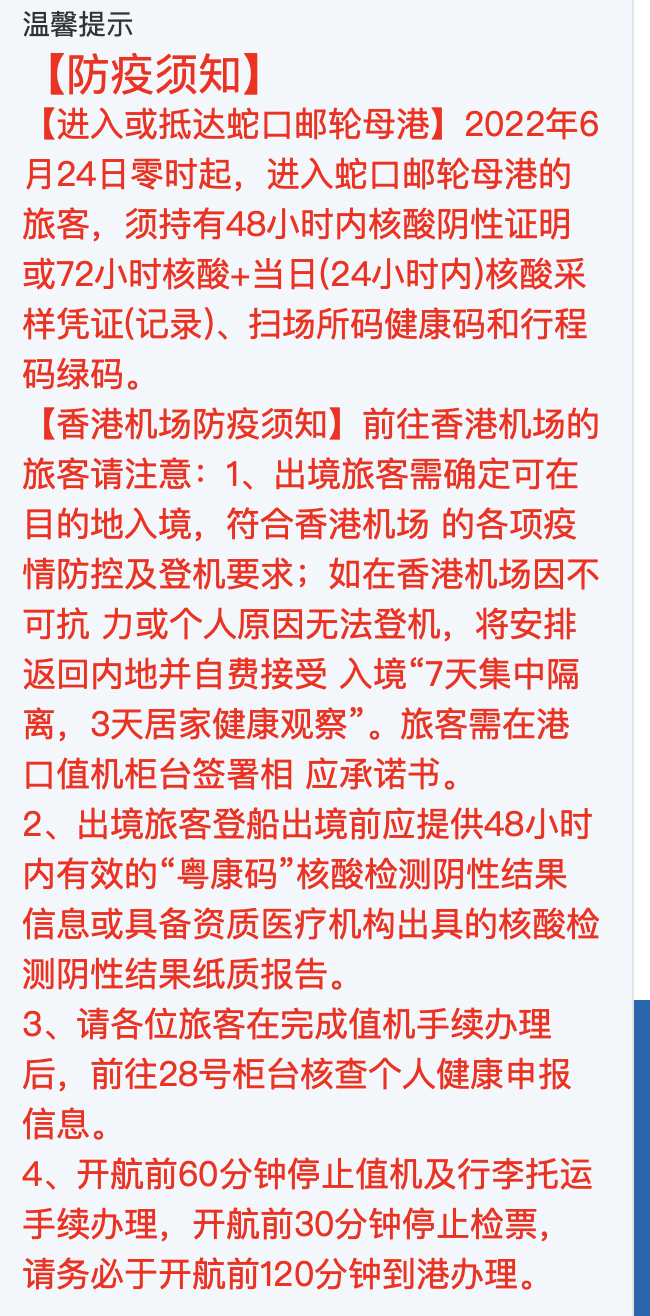 温馨提示
【防疫须知】
【进入或抵达蛇口邮轮母港】2022年6
月24日零时起，进入蛇口邮轮母港的
旅客，须持有48小时内核酸阴性证明
或72小时核酸+当日(24小时内)核酸采
样凭证(记录)、扫场所码健康码和行程
码绿码。
【香港机场防疫须知】前往香港机场的
旅客请注意：1、出境旅客需确定可在
目的地入境，符合香港机场 的各项疫
情防控及登机要求；如在香港机场因不
可抗 力或个人原因无法登机，将安排
返回内地并自费接受 入境“7天集中隔
离，3天居家健康观察”。旅客需在港
口值机柜台签署相 应承诺书。
2、出境旅客登船出境前应提供48小时
内有效的“粤康码”核酸检测阴性结果
信息或具备资质医疗机构出具的核酸检
测阴性结果纸质报告。
3、请各位旅客在完成值机手续办理
后，前往28号柜台核查个人健康申报
信息。
4、开航前60分钟停止值机及行李托运
手续办理，开航前30分钟停止检票，
请务必于开航前120分钟到港办理。